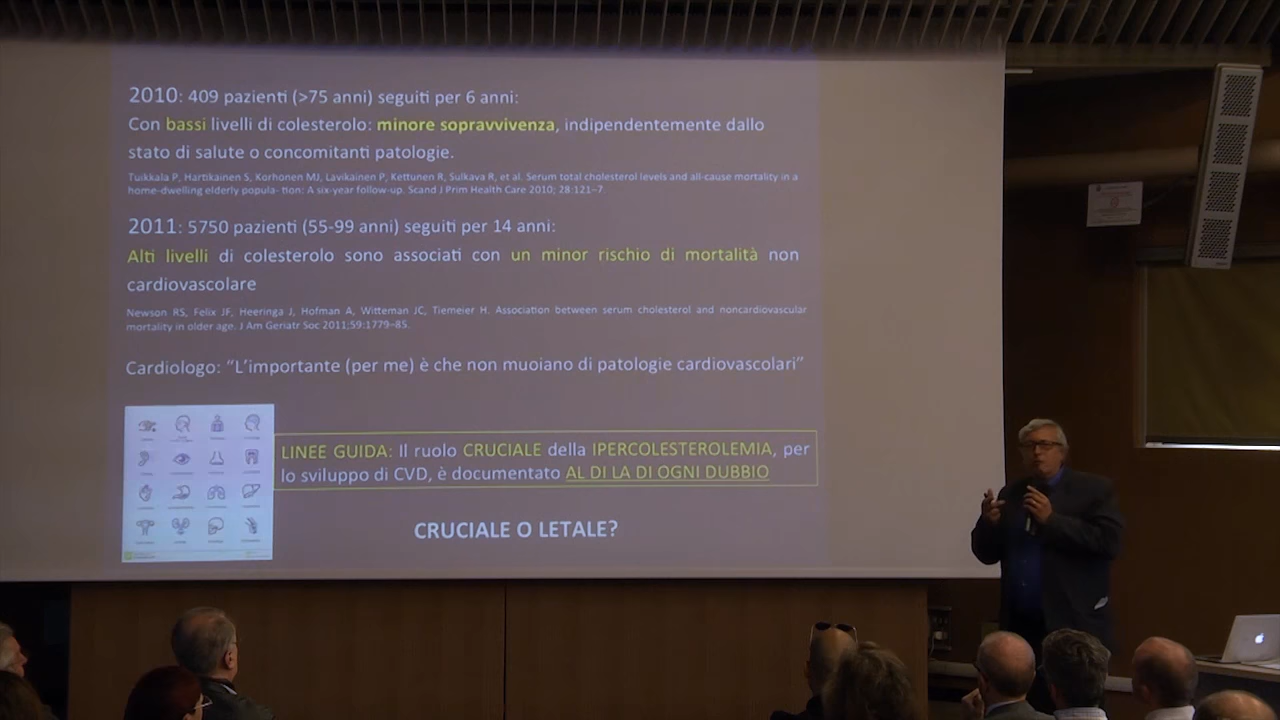 2010: 409 pazienti (>75 anni) seguiti per 6 anni:
Con bassi livelli di colesterolo: minore sopravvivenza, indipendentemente dallo
stato di salute o concomitanti patologie.
Tuikkala P, Hartikainen S, Korhonen MJ, Lavikainen P, Kettunen R, Sulkava R, et al. Serum total cholesterol levels and all-cause mortality in a
home-dwelling elderly popula- tion: A six-year follow-up. Scand J Prim Health Care 2010; 28:121–7.
2011: 5750 pazienti (55-99 anni) seguiti per 14 anni:
Alti livelli di colesterolo sono associati con un minor rischio di mortalità non
cardiovascolare
Newson RS, Felix JF, Heeringa J, Hofman A, Witteman JC, Tiemeier H. Association between serum cholesterol and noncardiovascular
mortality in older age. J Am Geriatr Soc 2011;59:1779–85.
Cardiologo: “L’importante (per me) è che non muoiano di patologie cardiovascolari”
LINEE GUIDA: Il ruolo CRUCIALE della IPERCOLESTEROLEMIA, per
lo sviluppo di CVD, è documentato AL DI LA DI OGNI DUBBIO
CRUCIALE O LETALE?